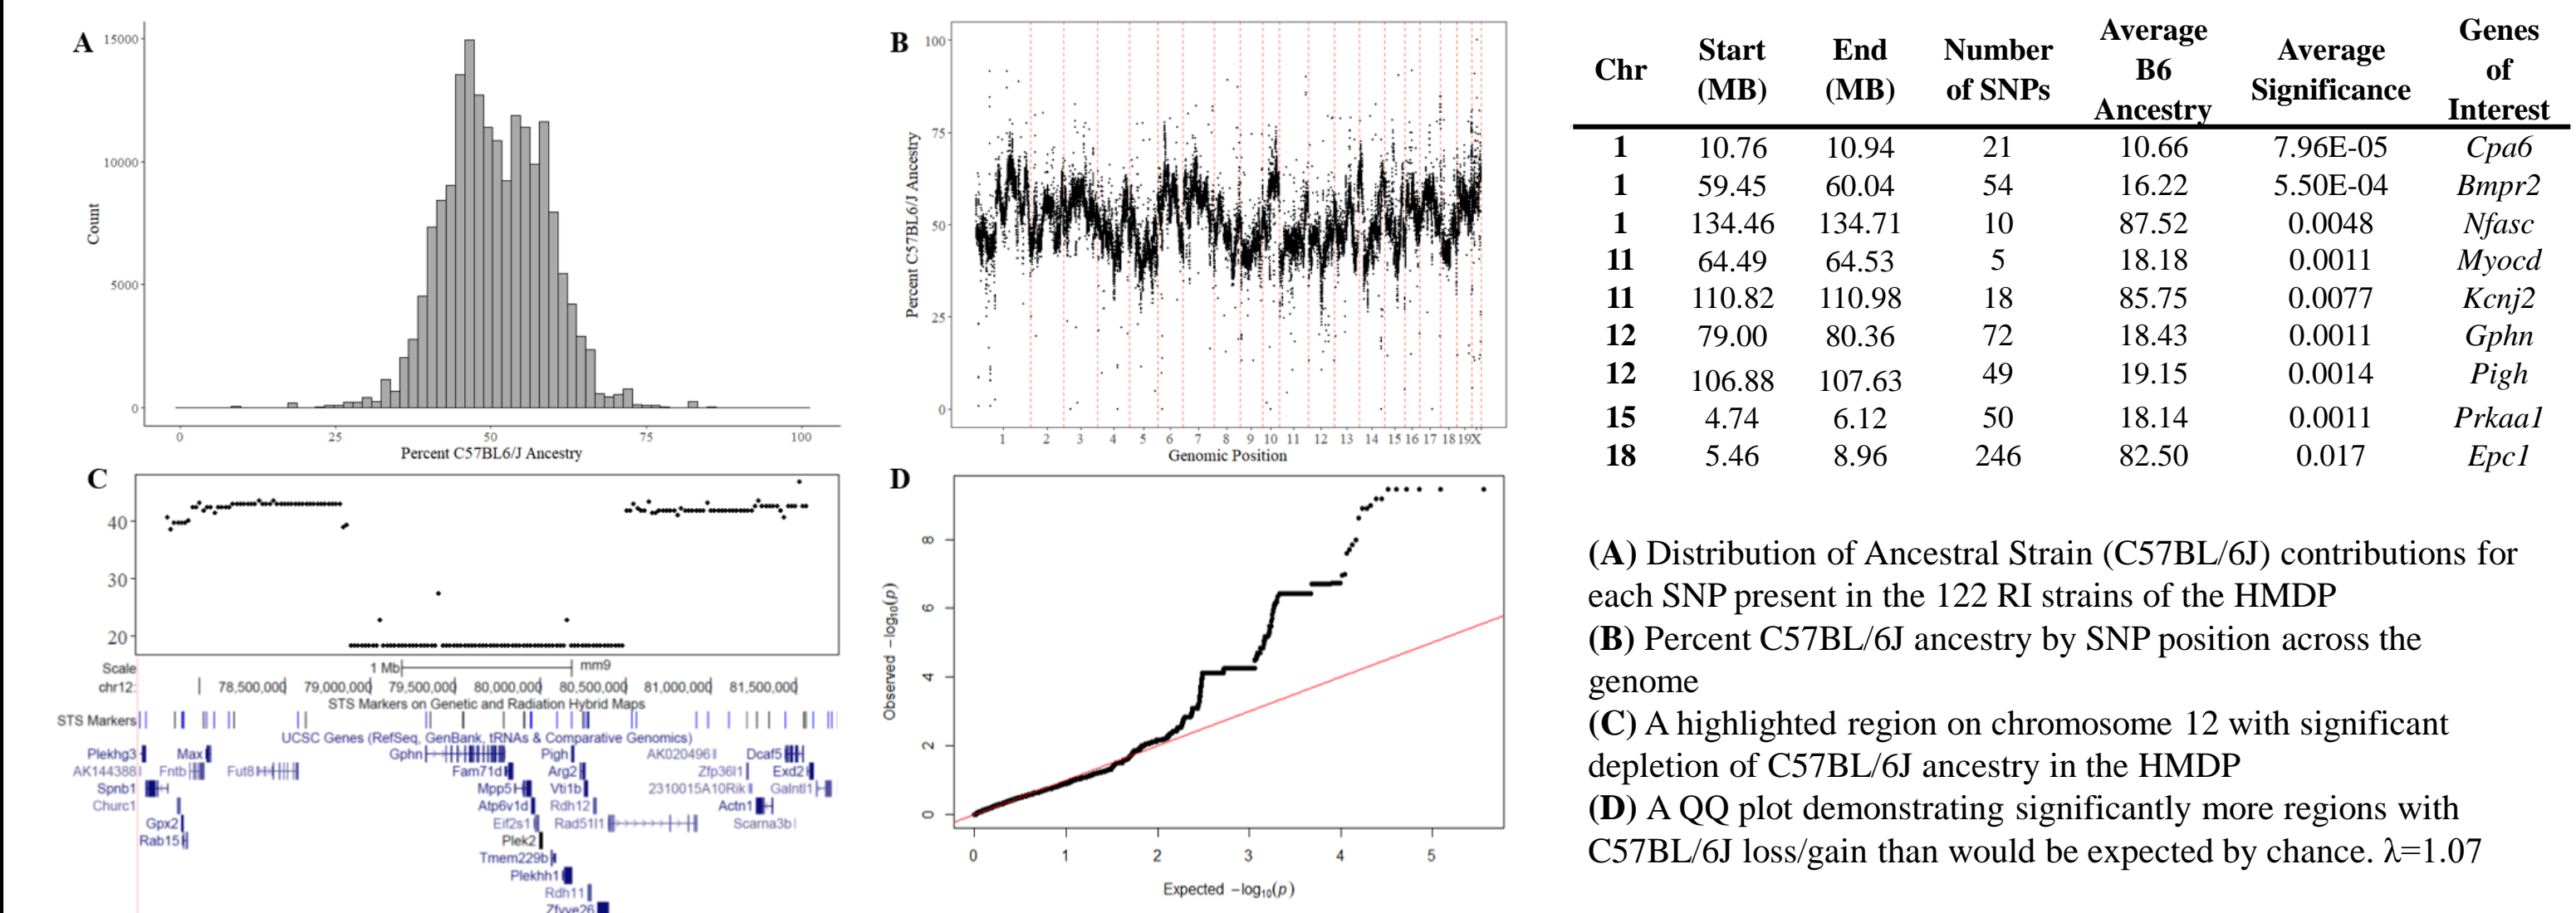 A
15000
10000
5000
0
Count
0 25 50 75 100
Percent C57BL6/J Ancestry
B
100
75
50
25
0
Percent C57BL6/J Ancestry
1 2 3 4 5 6 7 8 9 10 11 12 13 14 15 16 17 18 19X
Genomic Position
C
40
30
20
Scale 1 Mb mm9
chr12: 78,500,000 79,000,000 79,500,000 80,000,000 80,500,000 81,000,000 81,500,000
STS Markers on Genetic and Radiation Hybrid Maps
STS Markers
UCSC Genes (RefSeq, GenBank, tRNAs & Comparative Genomics)
Plekhg3 Max Gphn Pigh AK020496 Dcaf5
AK144388 Fntb Fut8 Fam71d Arg2 Zfp36l1 Exd2
Spnb1 Mpp5 Vti1b 2310015A10Rik Galntl1
Churc1 Atp6v1d Rdh12 Actn1
Gpx2 Eif2s1 Rad51l1 Scarna3b
Rab15 Plek2
Tmem229b
Plekhh1
Rdh11
Zfyve26
D
8
6
4
2
0
Observed −log10(p)
0 1 2 3 4 5
Expected −log10(p)
Chr Start (MB) End (MB) Number of SNPs Average B6 Ancestry Average Significance Genes of Interest
1 10.76 10.94 21 10.66 7.96E-05 Cpa6
1 59.45 60.04 54 16.22 5.50E-04 Bmpr2
1 134.46 134.71 10 87.52 0.0048 Nfasc
11 64.49 64.53 5 18.18 0.0011 Myocd
11 110.82 110.98 18 85.75 0.0077 Kcnj2
12 79.00 80.36 72 18.43 0.0011 Gphn
12 106.88 107.63 49 19.15 0.0014 Pigh
15 4.74 6.12 50 18.14 0.0011 Prkaa1
18 5.46 8.96 246 82.50 0.017 Epc1
(A) Distribution of Ancestral Strain (C57BL/6J) contributions for
each SNP present in the 122 RI strains of the HMDP
(B) Percent C57BL/6J ancestry by SNP position across the
genome
(C) A highlighted region on chromosome 12 with significant
depletion of C57BL/6J ancestry in the HMDP
(D) A QQ plot demonstrating significantly more regions with
C57BL/6J loss/gain than would be expected by chance. λ=1.07